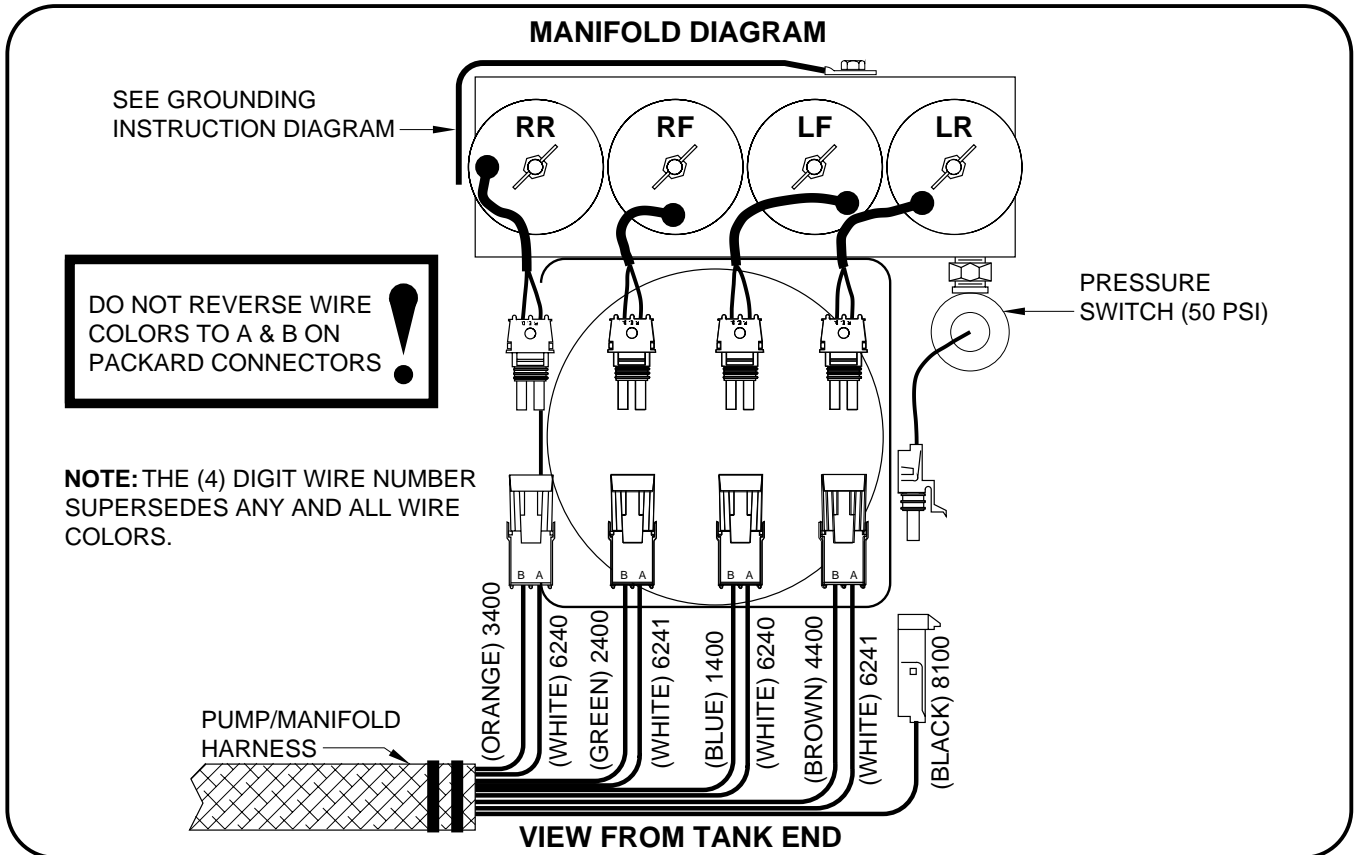 MANIFOLD DIAGRAM
SEE GROUNDING
INSTRUCTION DIAGRAM
RR
RF
LF
LR
DO NOT REVERSE WIRE
COLORS TO A & B ON
PACKARD CONNECTORS
!
PRESSURE
SWITCH (50 PSI)
NOTE: THE (4) DIGIT WIRE NUMBER
SUPERSEDES ANY AND ALL WIRE
COLORS.
B A
B A
B A
B A
(ORANGE) 3400
(WHITE) 6240
(GREEN) 2400
(WHITE) 6241
(BLUE) 1400
(WHITE) 6240
(BROWN) 4400
(WHITE) 6241
(BLACK) 8100
PUMP/MANIFOLD
HARNESS
VIEW FROM TANK END